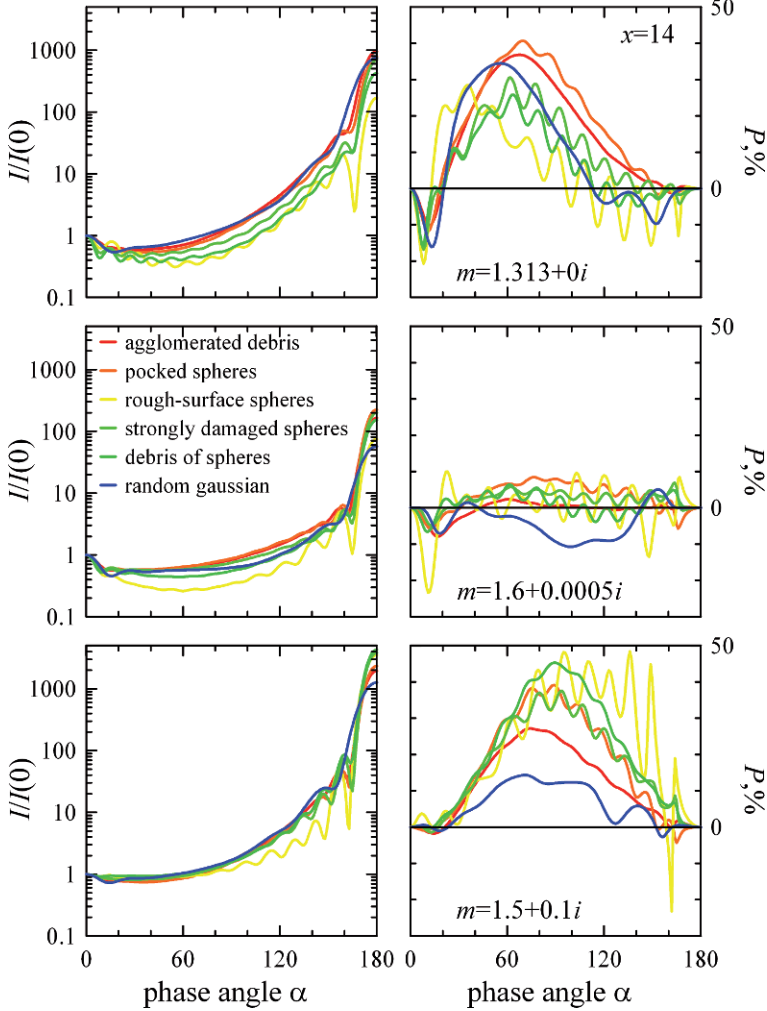 1000
100
10
1
0.1
I/I(0)
x=14
m=1.313+0i
50
0
P,%
1000
100
10
1
0.1
I/I(0)
agglomerated debris
pocked spheres
rough-surface spheres
strongly damaged spheres
debris of spheres
random gaussian
m=1.6+0.0005i
50
0
P,%
1000
100
10
1
0.1
I/I(0)
m=1.5+0.1i
50
0
P,%
0 60 120 180
phase angle α
0 60 120 180
phase angle α